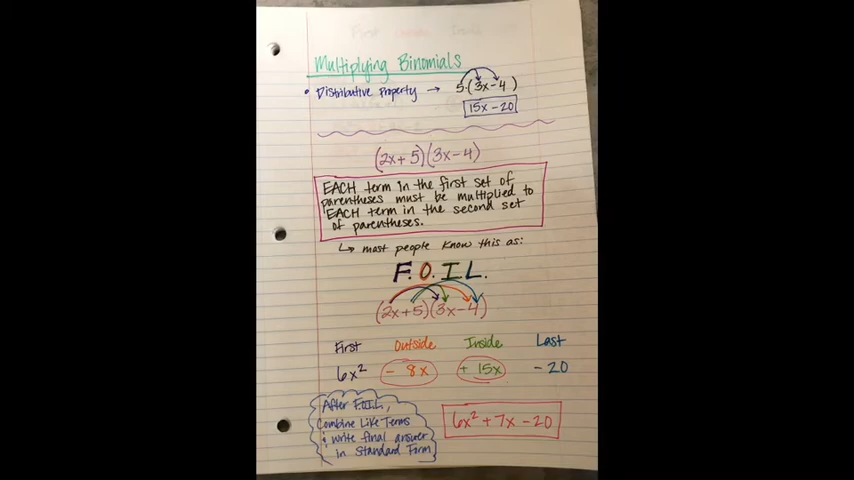 Multiplying Binomials
• Distributive Property → 5·(3x-4)
15x-20
(2x+5)(3x-4)
EACH term in the first set of
parentheses must be multiplied to
EACH term in the second set
of parentheses.
↳ most people know this as:
F.O.I.L.
(2x+5)(3x-4)
First Outside Inside Last
6x² - 8x + 15x - 20
After F.O.I.L,
Combine Like Terms
& write final answer
in Standard Form
6x² + 7x - 20